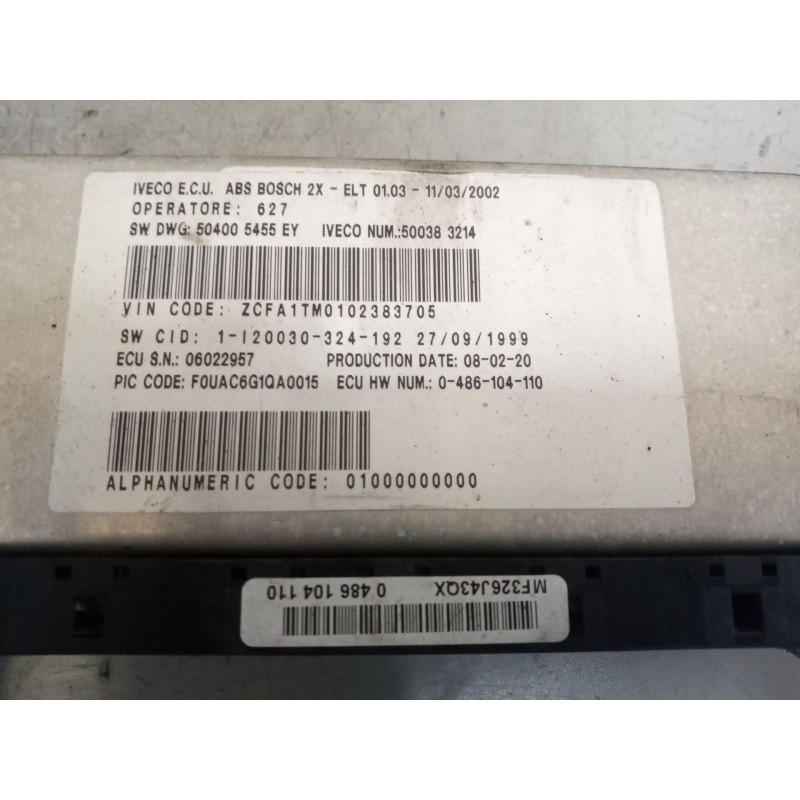 IVECO E.C.U. ABS BOSCH 2X - ELT 01.03 - 11/03/2002
OPERATORE: 627
SW DWG: 50400 5455 EY IVECO NUM.:50038 3214
VIN CODE: ZCFA1TM0102383705
SW CID: 1-I20030-324-192 27/09/1999
ECU S.N.: 06022957 PRODUCTION DATE: 08-02-20
PIC CODE: F0UAC6G1QA0015 ECU HW NUM.: 0-486-104-110
ALPHANUMERIC CODE: 01000000000
MF326J43QX 0 486 104 110